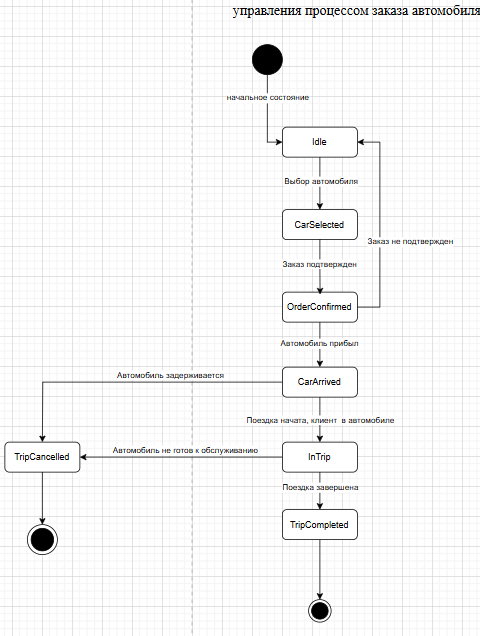 управления процессом заказа автомобиля
начальное состояние
Idle
Выбор автомобиля
CarSelected
Заказ не подтвержден
Заказ подтвержден
OrderConfirmed
Автомобиль прибыл
Автомобиль задерживается
CarArrived
Поездка начата, клиент в автомобиле
Автомобиль не готов к обслуживанию
TripCancelled
InTrip
Поездка завершена
TripCompleted